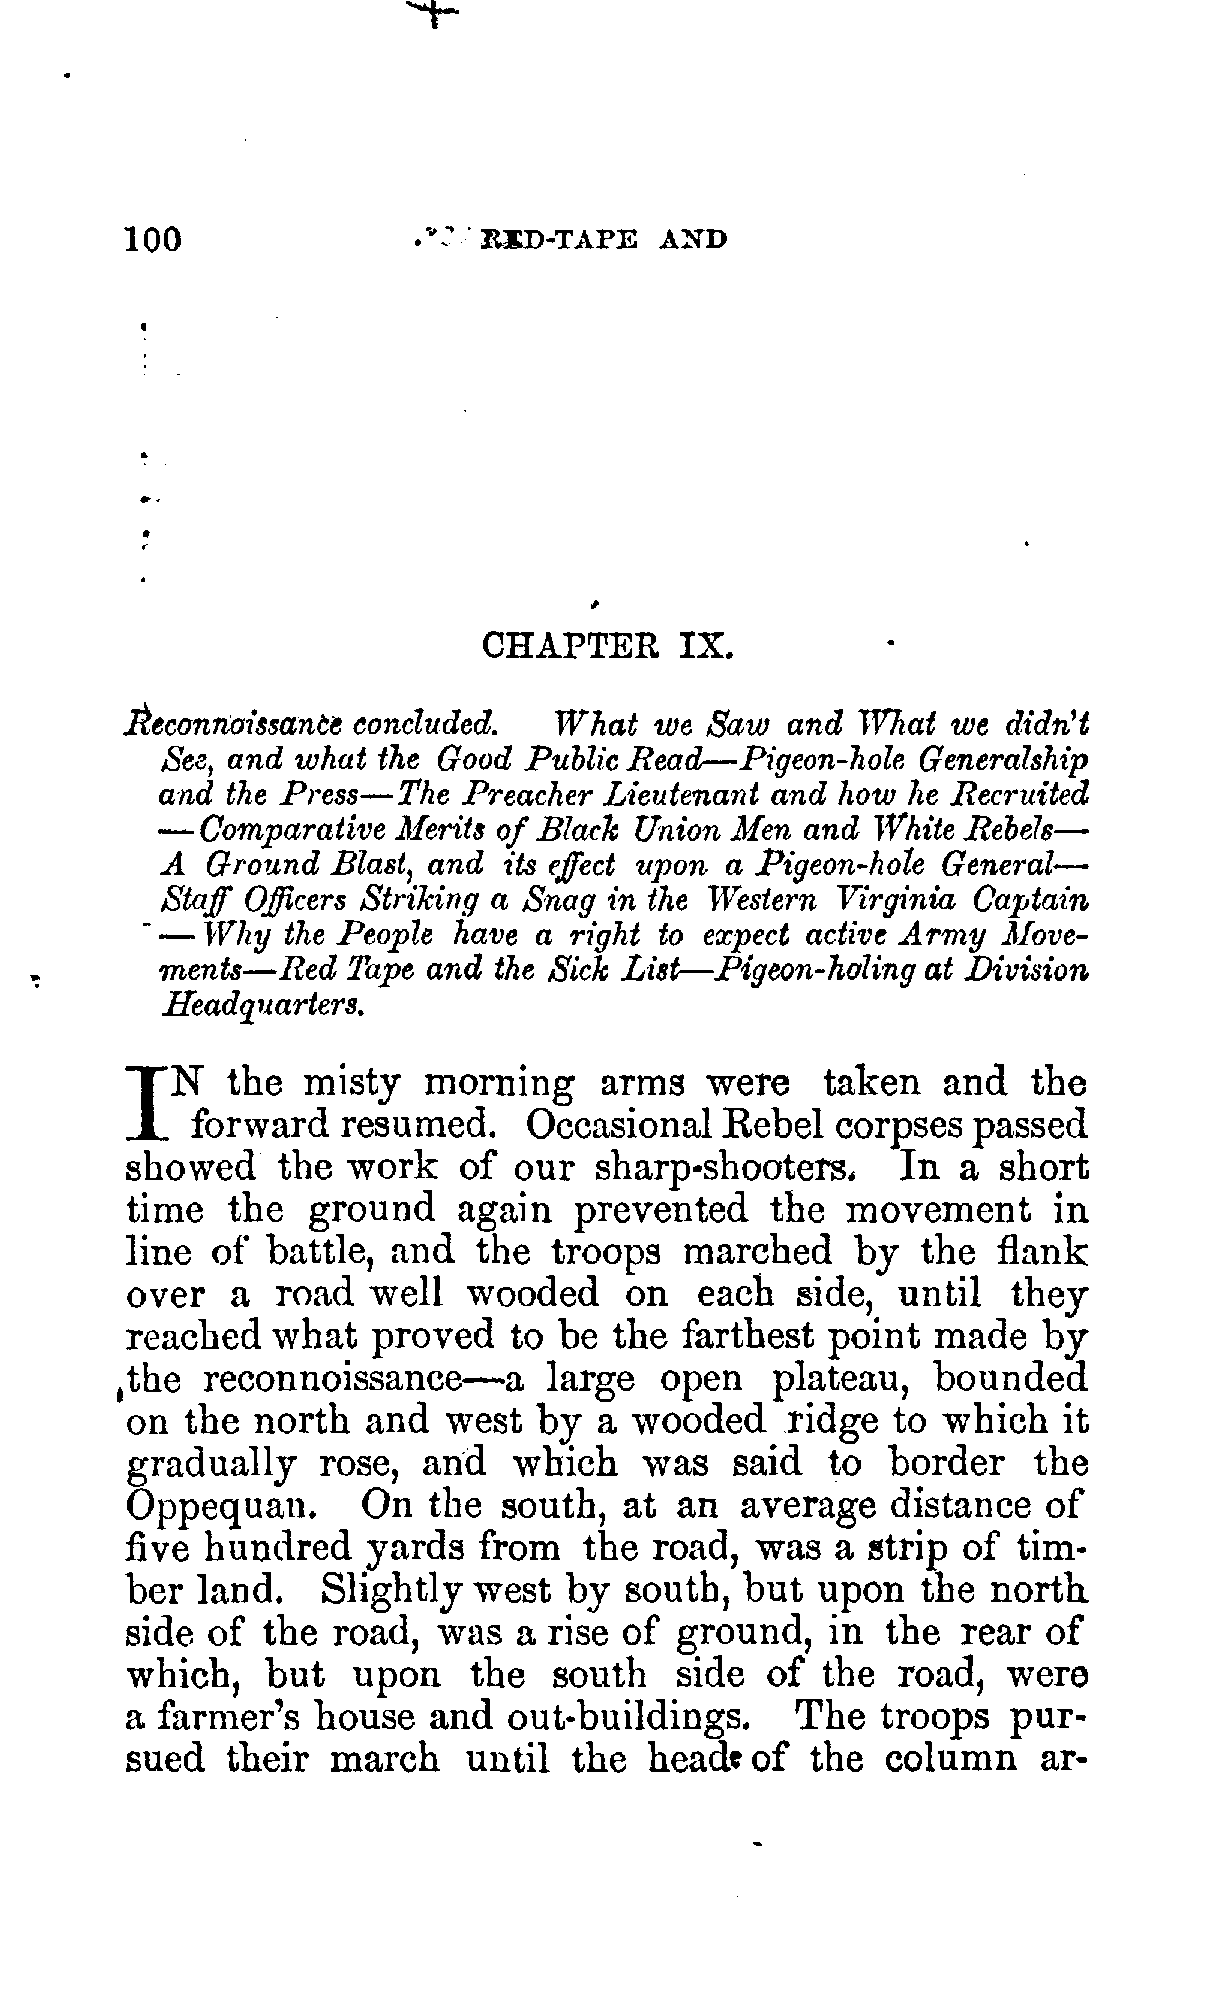 100 RED-TAPE AND
CHAPTER IX.
Reconnoissance concluded. What we Saw and What we didn't
See, and what the Good Public Read—Pigeon-hole Generalship
and the Press—The Preacher Lieutenant and how he Recruited
—Comparative Merits of Black Union Men and White Rebels—
A Ground Blast, and its effect upon a Pigeon-hole General—
Staff Officers Striking a Snag in the Western Virginia Captain
—Why the People have a right to expect active Army Move-
ments—Red Tape and the Sick List—Pigeon-holing at Division
Headquarters.
IN the misty morning arms were taken and the
forward resumed. Occasional Rebel corpses passed
showed the work of our sharp-shooters. In a short
time the ground again prevented the movement in
line of battle, and the troops marched by the flank
over a road well wooded on each side, until they
reached what proved to be the farthest point made by
the reconnoissance—a large open plateau, bounded
on the north and west by a wooded ridge to which it
gradually rose, and which was said to border the
Oppequan. On the south, at an average distance of
five hundred yards from the road, was a strip of tim-
ber land. Slightly west by south, but upon the north
side of the road, was a rise of ground, in the rear of
which, but upon the south side of the road, were
a farmer's house and out-buildings. The troops pur-
sued their march until the head of the column ar-